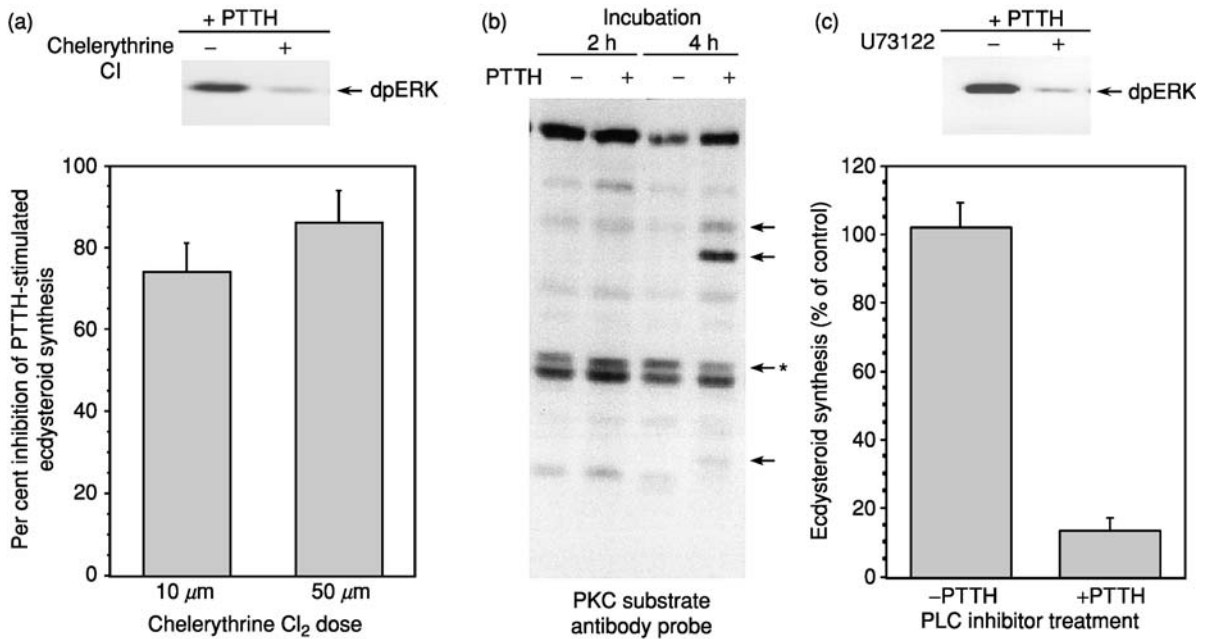 (a)
+ PTTH
Chelerythrine
Cl
− +
dpERK
100
80
60
40
20
0
Per cent inhibition of PTTH-stimulated
ecdysteroid synthesis
10 μm 50 μm
Chelerythrine Cl₂ dose
(b)
Incubation
2 h 4 h
PTTH − + − +
*
PKC substrate
antibody probe
(c)
+ PTTH
U73122 − +
dpERK
120
100
80
60
40
20
0
Ecdysteroid synthesis (% of control)
−PTTH +PTTH
PLC inhibitor treatment